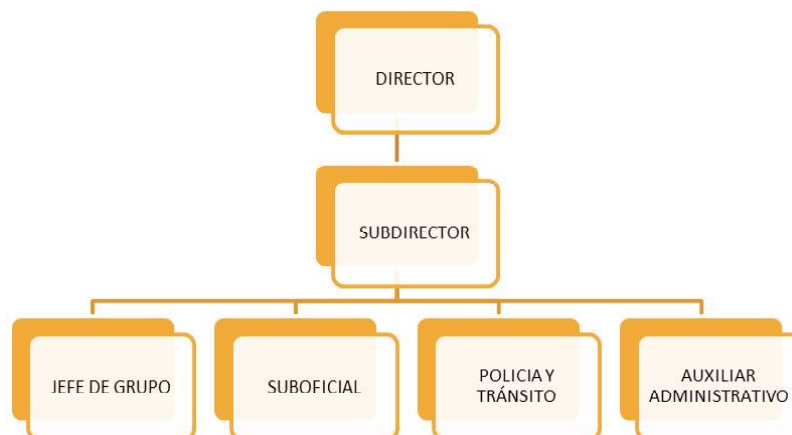 DIRECTOR
SUBDIRECTOR
JEFE DE GRUPO
SUBOFICIAL
POLICIA Y
TRÁNSITO
AUXILIAR
ADMINISTRATIVO